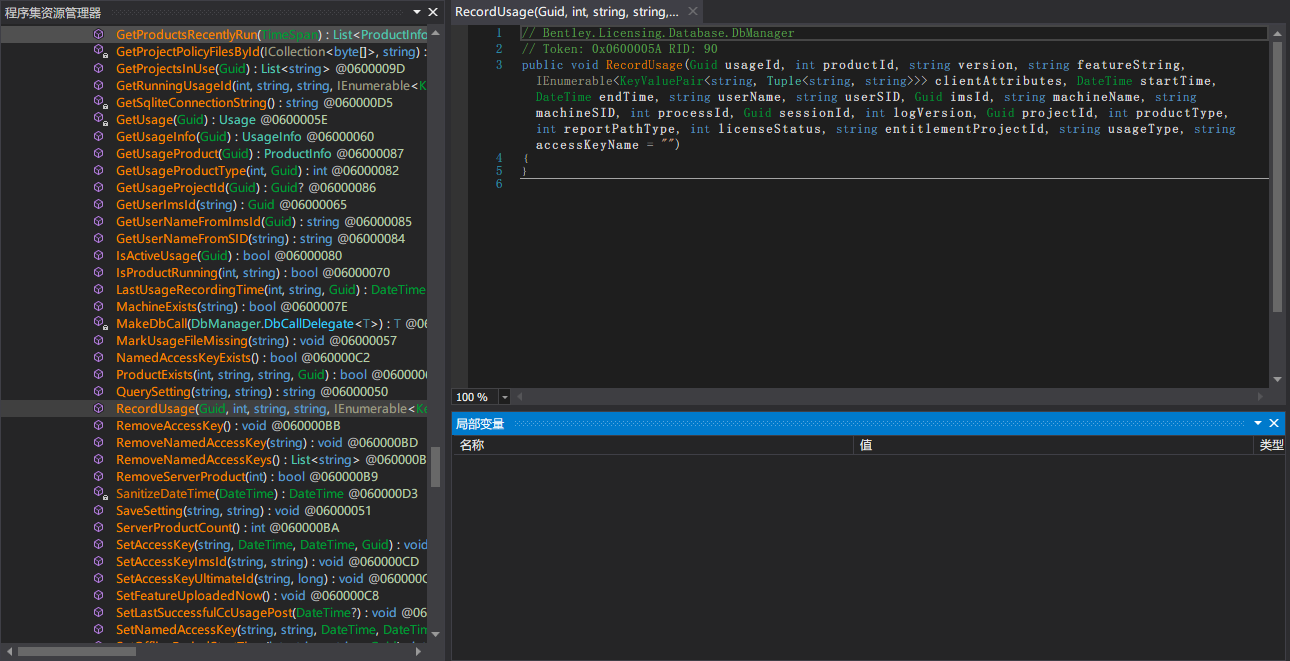 程序集资源管理器
GetProductsRecentlyRun(TimeSpan) : List<ProductInfo
GetProjectPolicyFilesById(ICollection<byte[]>, string) :
GetProjectsInUse(Guid) : List<string> @0600009D
GetRunningUsageId(int, string, string, IEnumerable<K
GetSqliteConnectionString() : string @060000D5
GetUsage(Guid) : Usage @0600005E
GetUsageInfo(Guid) : UsageInfo @06000060
GetUsageProduct(Guid) : ProductInfo @06000087
GetUsageProductType(int, Guid) : int @06000082
GetUsageProjectId(Guid) : Guid? @06000086
GetUserImsId(string) : Guid @06000065
GetUserNameFromImsId(Guid) : string @06000085
GetUserNameFromSID(string) : string @06000084
IsActiveUsage(Guid) : bool @06000080
IsProductRunning(int, string) : bool @06000070
LastUsageRecordingTime(int, string, Guid) : DateTime
MachineExists(string) : bool @0600007E
MakeDbCall(DbManager.DbCallDelegate<T>) : T @06
MarkUsageFileMissing(string) : void @06000057
NamedAccessKeyExists() : bool @060000C2
ProductExists(int, string, string, Guid) : bool @060000
QuerySetting(string, string) : string @06000050
RecordUsage(Guid, int, string, string, IEnumerable<Ke
RemoveAccessKey() : void @060000BB
RemoveNamedAccessKey(string) : void @060000BD
RemoveNamedAccessKeys() : List<string> @060000B
RemoveServerProduct(int) : bool @060000B9
SanitizeDateTime(DateTime) : DateTime @060000D3
SaveSetting(string, string) : void @06000051
ServerProductCount() : int @060000BA
SetAccessKey(string, DateTime, DateTime, Guid) : void
SetAccessKeyImsId(string, string) : void @060000CD
SetAccessKeyUltimateId(string, long) : void @060000C
SetFeatureUploadedNow() : void @060000C8
SetLastSuccessfulCcUsagePost(DateTime?) : void @06
SetNamedAccessKey(string, string, DateTime, DateTim
RecordUsage(Guid, int, string, string,...
1 // Bentley.Licensing.Database.DbManager
2 // Token: 0x0600005A RID: 90
3 public void RecordUsage(Guid usageId, int productId, string version, string featureString,
IEnumerable<KeyValuePair<string, Tuple<string, string>>> clientAttributes, DateTime startTime,
DateTime endTime, string userName, string userSID, Guid imsId, string machineName, string
machineSID, int processId, Guid sessionId, int logVersion, Guid projectId, int productType,
int reportPathType, int licenseStatus, string entitlementProjectId, string usageType, string
accessKeyName = "")
4 {
5 }
6
100 %
局部变量
名称 值 类型